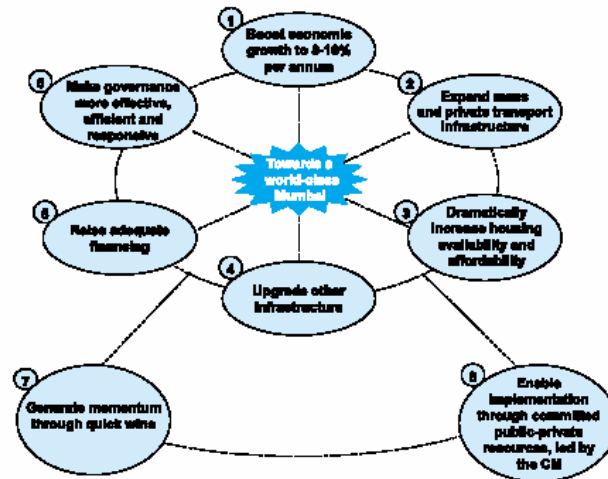 1
Boost economic
growth to 8-10%
per annum
2
Expand mass
and private transport
infrastructure
3
Dramatically
increase housing
availability and
affordability
4
Upgrade other
infrastructure
5
Raise adequate
financing
6
Make governance
more effective,
efficient and
responsive
Towards a
world-class
Mumbai
7
Generate momentum
through quick wins
8
Enable
implementation
through committed
public-private
resources, led by
the CM